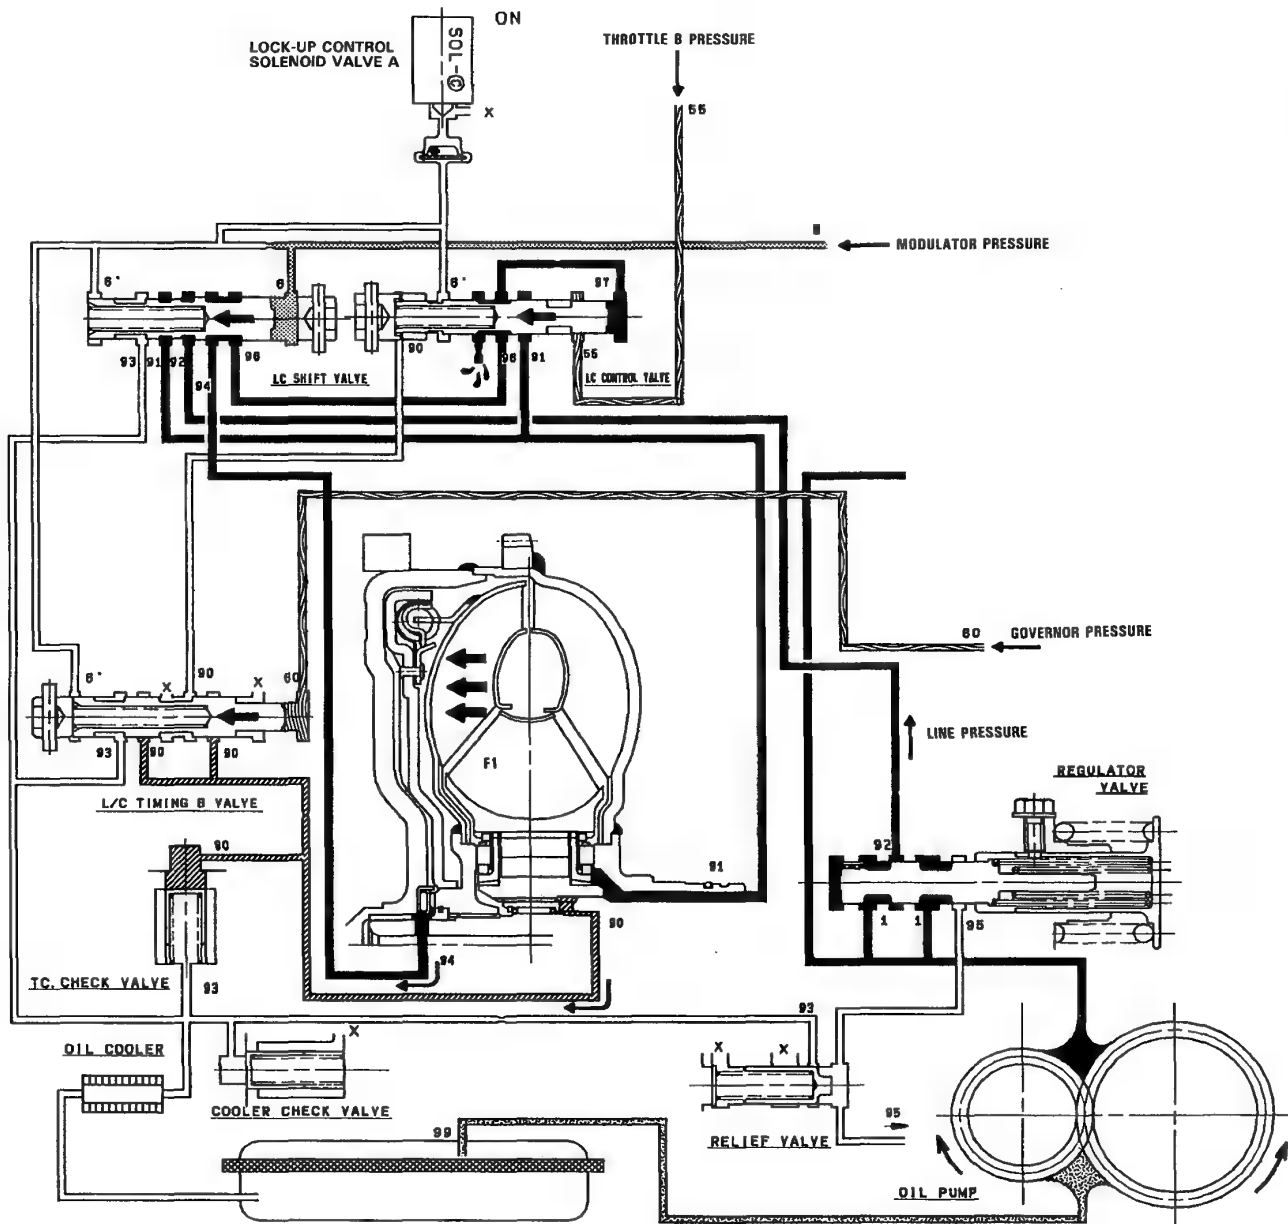 ON
LOCK-UP CONTROL
SOLENOID VALVE A
SOL-C
X
THROTTLE B PRESSURE
55
MODULATOR PRESSURE
6'
6
6'
97
93
91
92
94
96
LC SHIFT VALVE
90
96
91
55
LC CONTROL VALVE
60
GOVERNOR PRESSURE
6'
X
90
X
60
93
90
90
L/C TIMING B VALVE
F1
LINE PRESSURE
REGULATOR
VALVE
90
92
91
1
1
95
90
94
TC. CHECK VALVE
93
93
OIL COOLER
X
X
X
COOLER CHECK VALVE
99
RELIEF VALVE
95
OIL PUMP